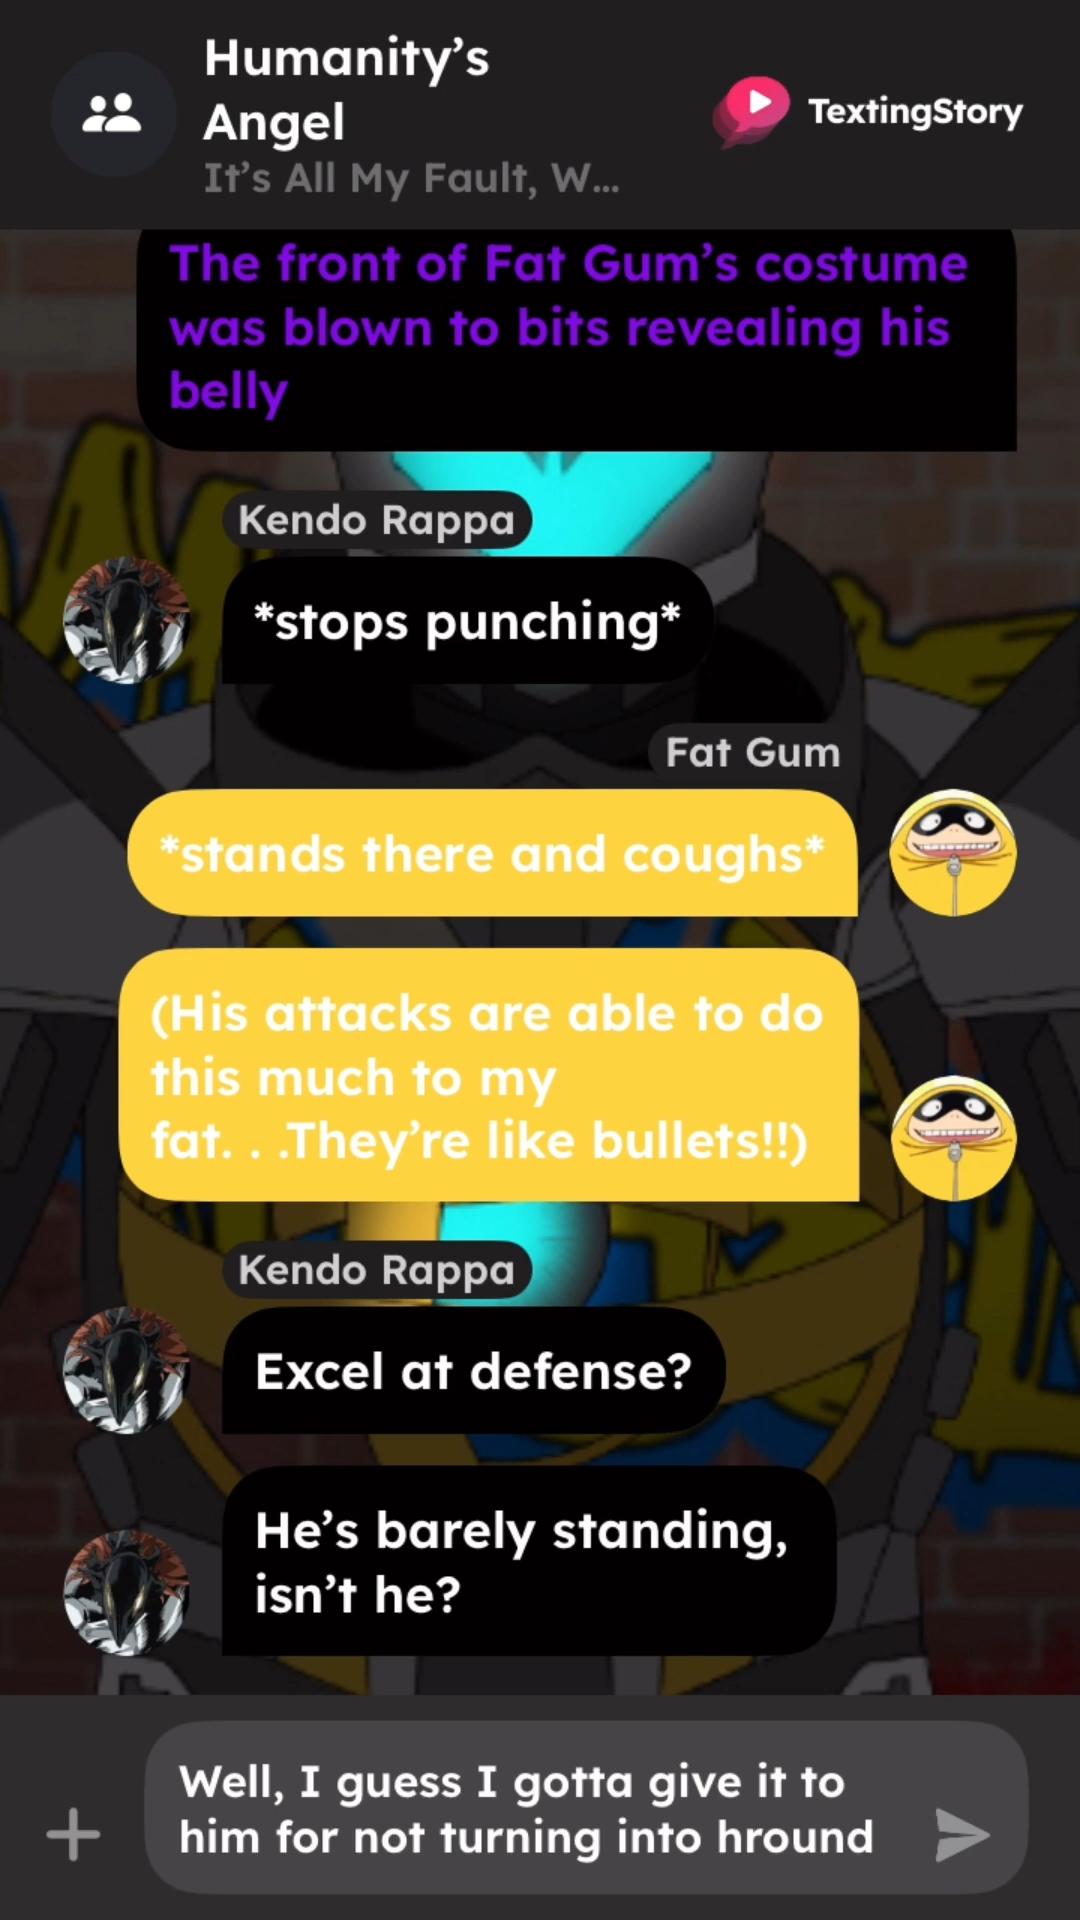 Humanity's
Angel
It's All My Fault, W...
TextingStory
The front of Fat Gum's costume
was blown to bits revealing his
belly
Kendo Rappa
*stops punching*
Fat Gum
*stands there and coughs*
(His attacks are able to do
this much to my
fat. . .They're like bullets!!)
Kendo Rappa
Excel at defense?
He's barely standing,
isn't he?
Well, I guess I gotta give it to
him for not turning into hround